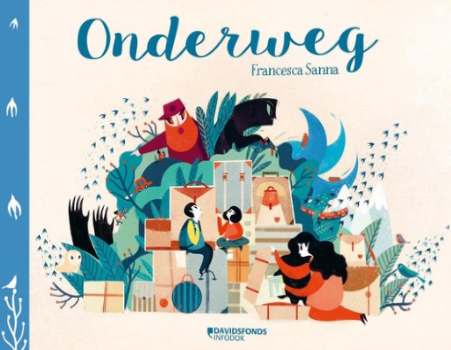 Onderweg
Francesca Sanna
DAVIDSFONDS
INFODOK